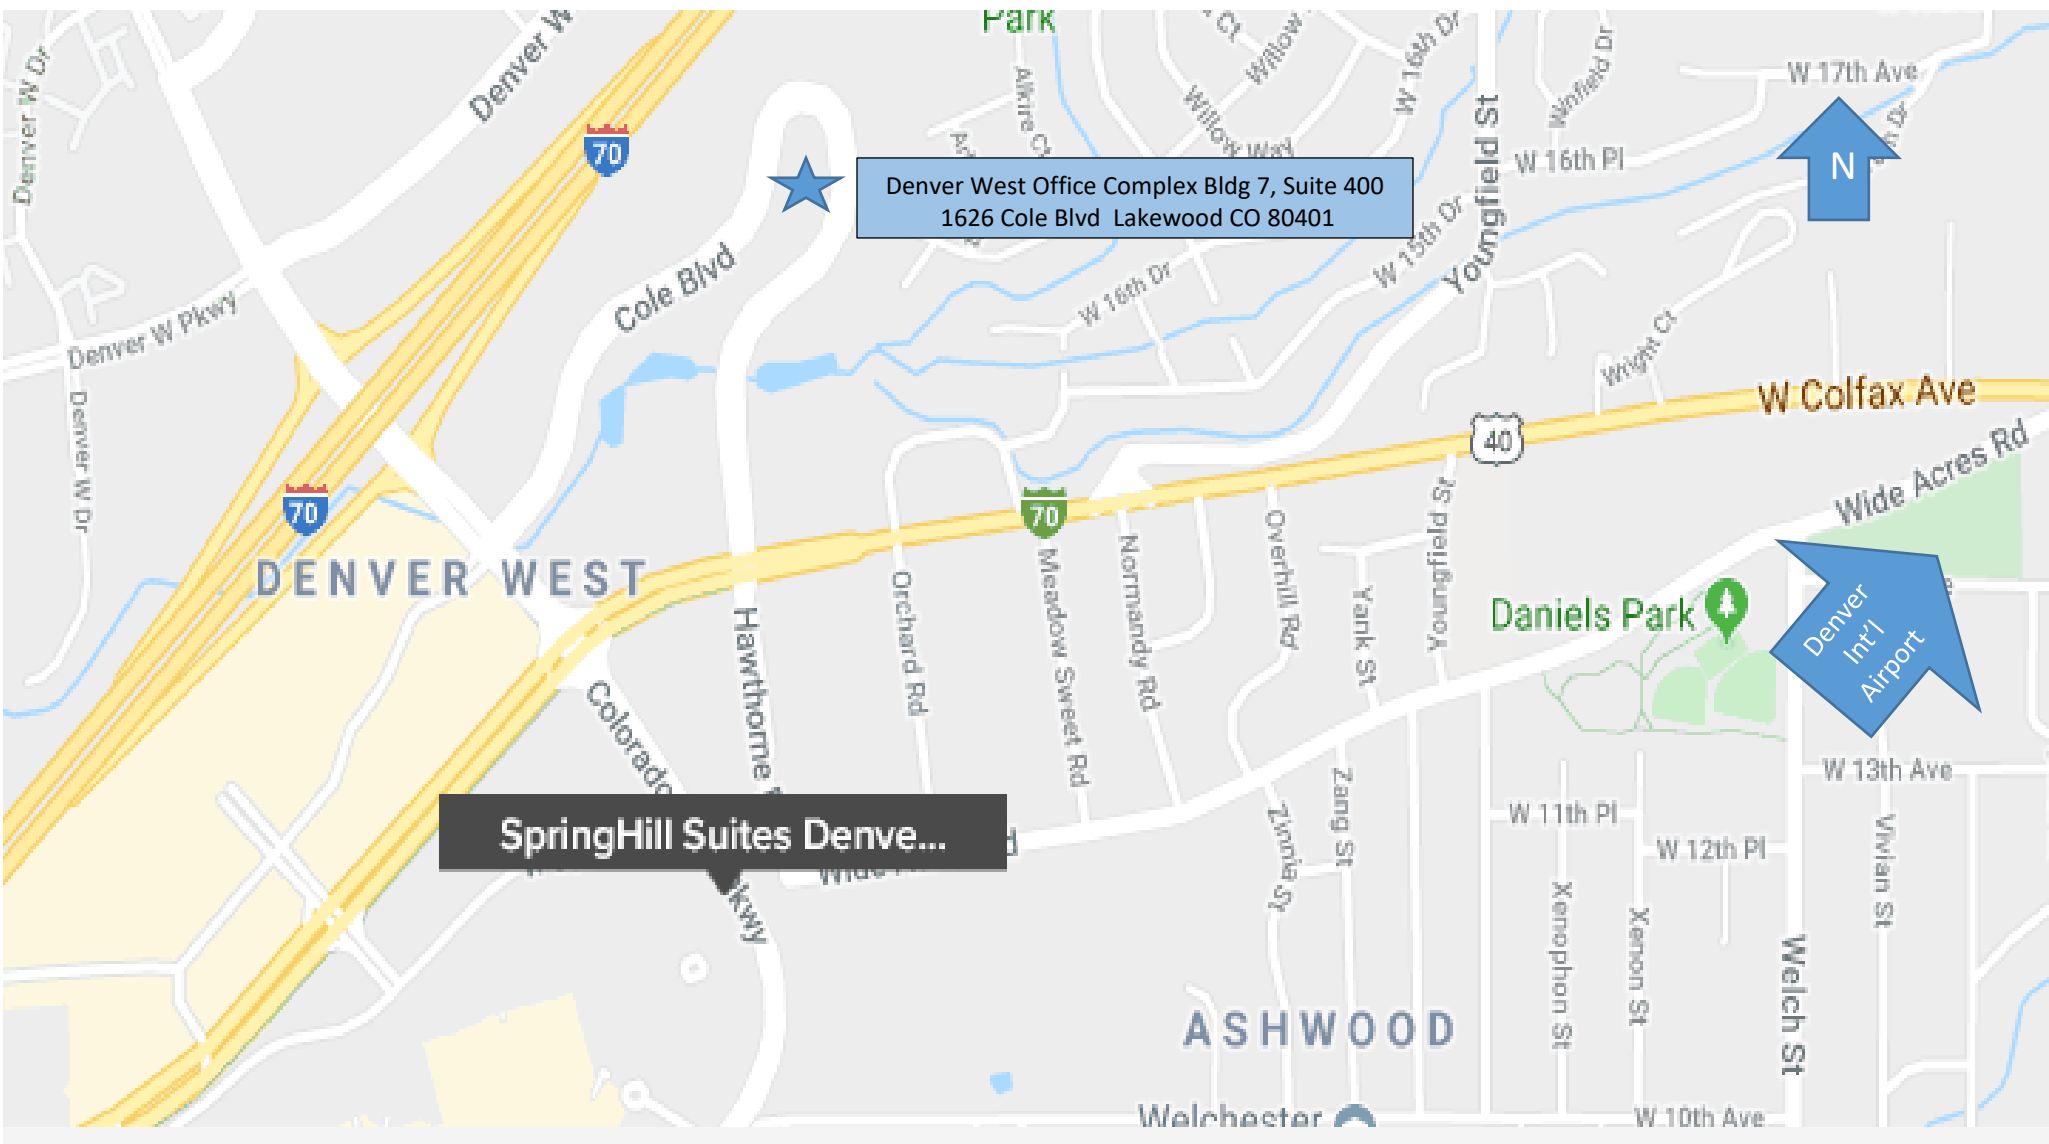 Park
Denver W
Denver W Dr
Alkire Ct
Ct
Willow
W 16th Dr
Winfield Dr
W 17th Ave
70
Willow Way
Youngfield St
W 16th Pl
N
Denver West Office Complex Bldg 7, Suite 400
1626 Cole Blvd Lakewood CO 80401
W 15th Dr
Cole Blvd
W 16th Dr
Denver W Pkwy
Wright Ct
W Colfax Ave
Denver W Dr
40
Wide Acres Rd
70
70
DENVER WEST
Orchard Rd
Meadow Sweet Rd
Normandy Rd
Overhill Rd
Youngfield St
Yank St
Daniels Park
Denver
Int'l
Airport
Hawthorne
Colorado
W 13th Ave
Zinnia St
Zang St
W 11th Pl
W 12th Pl
Vivian St
SpringHill Suites Denve...
kwy
Xenophon St
Xenon St
Welch St
ASHWOOD
Welchester
W 10th Ave